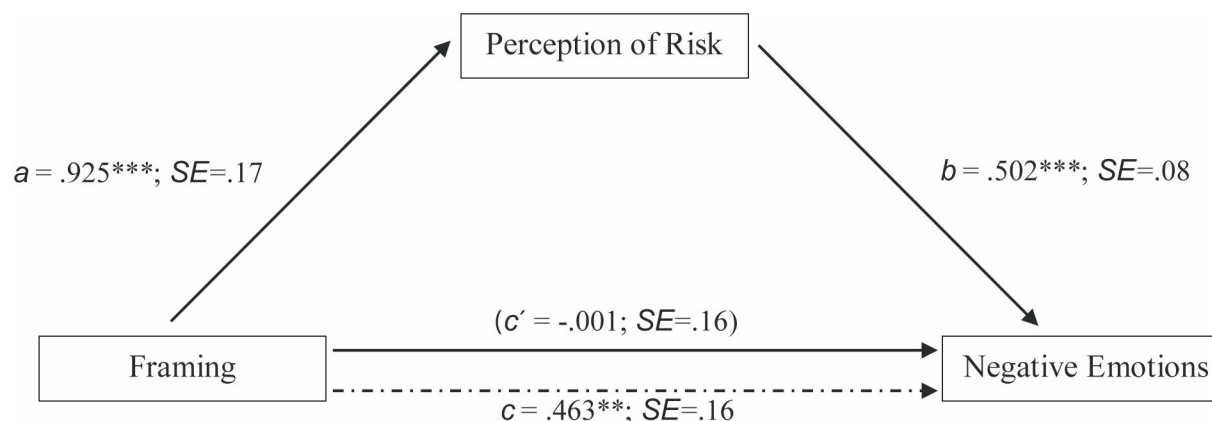 Perception of Risk
a = .925***; SE=.17
b = .502***; SE=.08
(c′ = -.001; SE=.16)
Framing
Negative Emotions
c = .463**; SE=.16